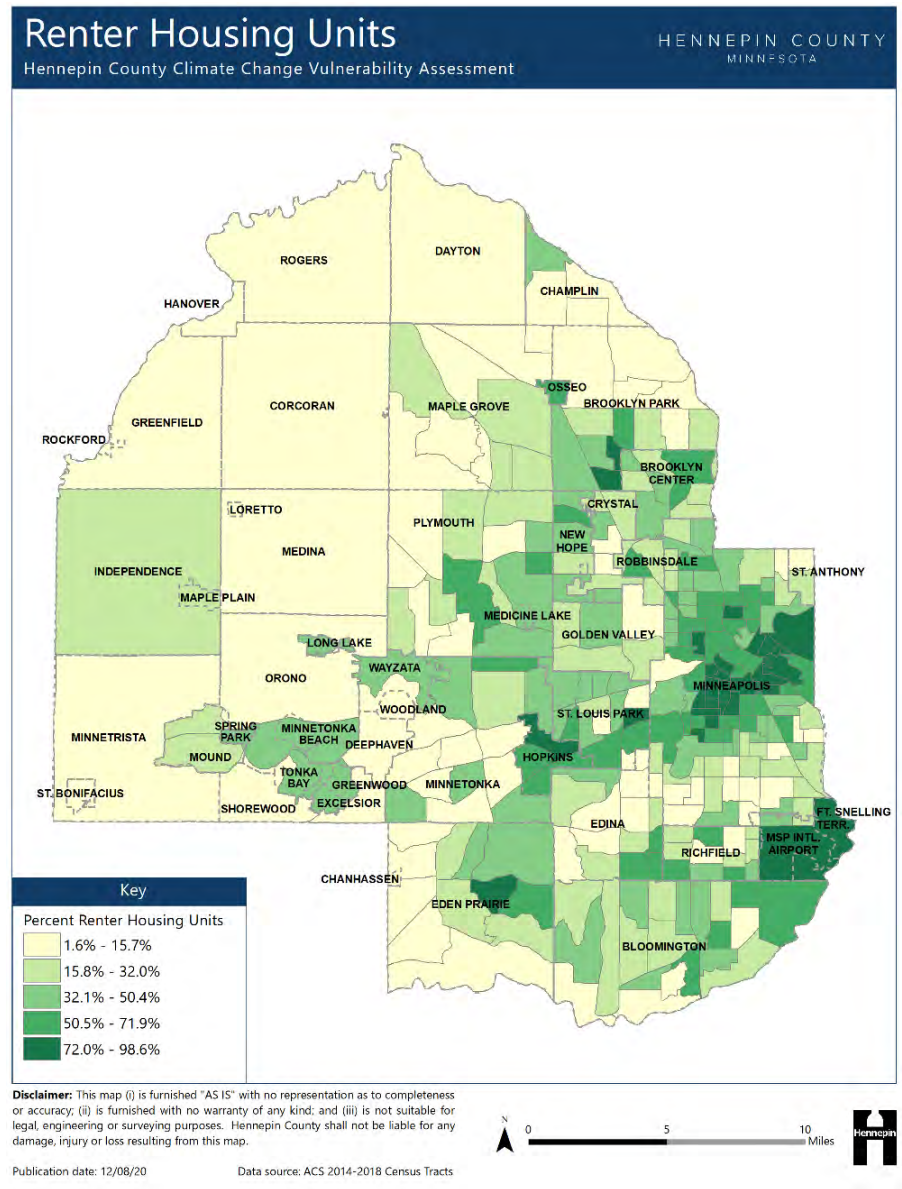 Renter Housing Units
Hennepin County Climate Change Vulnerability Assessment
HENNEPIN COUNTY
MINNESOTA
ROGERS
DAYTON
HANOVER
CHAMPLIN
OSSEO
BROOKLYN PARK
CORCORAN
MAPLE GROVE
GREENFIELD
ROCKFORD
BROOKLYN
CENTER
LORETTO
CRYSTAL
PLYMOUTH
NEW
HOPE
MEDINA
ROBBINSDALE
INDEPENDENCE
ST. ANTHONY
MAPLE PLAIN
MEDICINE LAKE
GOLDEN VALLEY
LONG LAKE
WAYZATA
ORONO
MINNEAPOLIS
WOODLAND
ST. LOUIS PARK
SPRING
PARK
MINNETONKA
BEACH
MINNETRISTA
DEEPHAVEN
MOUND
HOPKINS
TONKA
BAY
GREENWOOD
MINNETONKA
ST. BONIFACIUS
EXCELSIOR
SHOREWOOD
FT. SNELLING
TERR.
EDINA
MSP INTL.
AIRPORT
RICHFIELD
CHANHASSEN
EDEN PRAIRIE
BLOOMINGTON
Key
Percent Renter Housing Units
1.6% - 15.7%
15.8% - 32.0%
32.1% - 50.4%
50.5% - 71.9%
72.0% - 98.6%
Disclaimer: This map (i) is furnished "AS IS" with no representation as to completeness
or accuracy; (ii) is furnished with no warranty of any kind; and (iii) is not suitable for
legal, engineering or surveying purposes. Hennepin County shall not be liable for any
damage, injury or loss resulting from this map.
Publication date: 12/08/20
Data source: ACS 2014-2018 Census Tracts
N
0 5 10
Miles
Hennepin